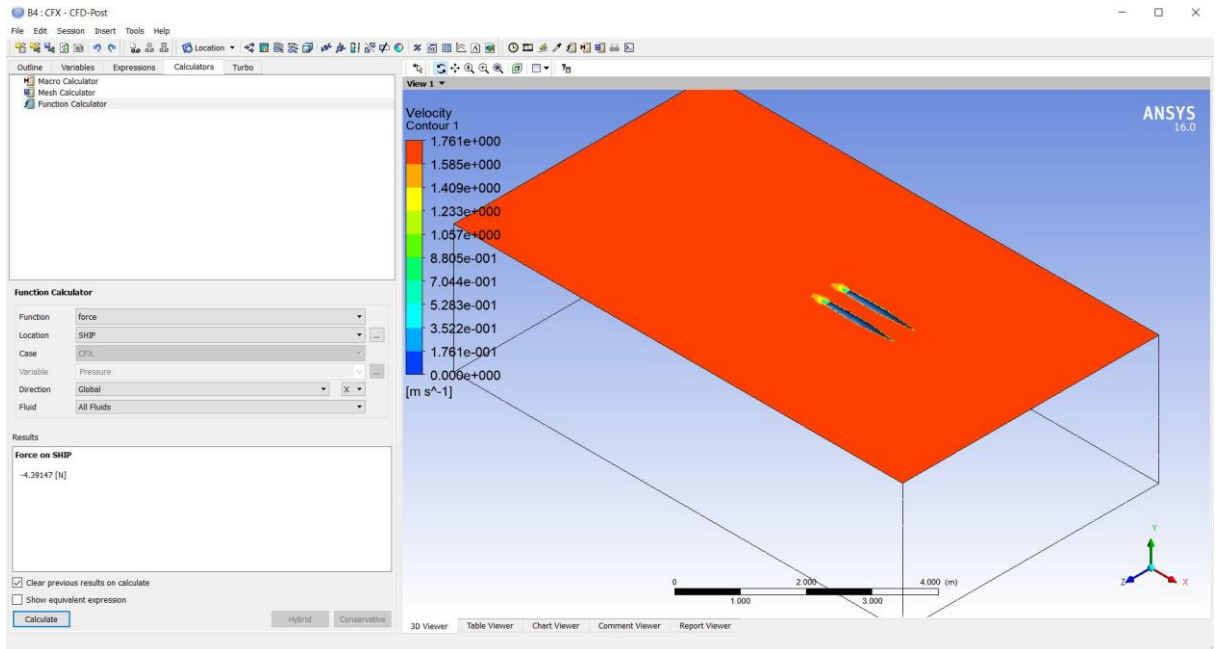 B4 : CFX - CFD-Post
File Edit Session Insert Tools Help
Location
Outline Variables Expressions Calculators Turbo
Macro Calculator
Mesh Calculator
Function Calculator
Function Calculator
Function force
Location SHIP ...
Case CFX
Variable Pressure ...
Direction Global X
Fluid All Fluids
Results
Force on SHIP
-4.39147 [N]
Clear previous results on calculate
Show equivalent expression
Calculate Hybrid Conservative
View 1
Velocity
Contour 1
1.761e+000
1.585e+000
1.409e+000
1.233e+000
1.057e+000
8.805e-001
7.044e-001
5.283e-001
3.522e-001
1.761e-001
0.000e+000
[m s^-1]
ANSYS
16.0
0 2.000 4.000 (m)
1.000 3.000
Y
Z X
3D Viewer Table Viewer Chart Viewer Comment Viewer Report Viewer